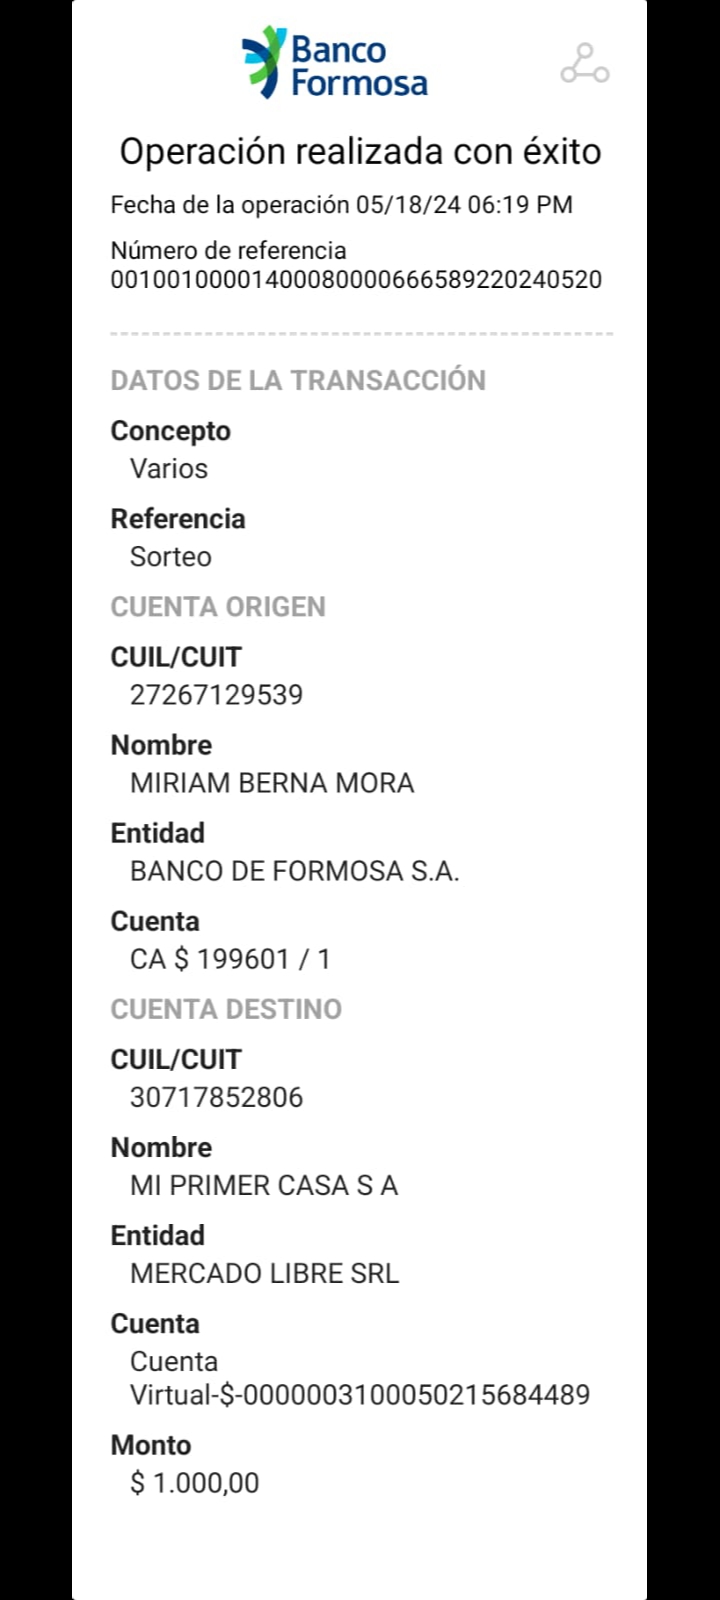 Banco
Formosa
Operación realizada con éxito
Fecha de la operación 05/18/24 06:19 PM
Número de referencia
00100100001400080000666589220240520
DATOS DE LA TRANSACCIÓN
Concepto
Varios
Referencia
Sorteo
CUENTA ORIGEN
CUIL/CUIT
27267129539
Nombre
MIRIAM BERNA MORA
Entidad
BANCO DE FORMOSA S.A.
Cuenta
CA $ 199601 / 1
CUENTA DESTINO
CUIL/CUIT
30717852806
Nombre
MI PRIMER CASA S A
Entidad
MERCADO LIBRE SRL
Cuenta
Cuenta
Virtual-$-0000003100050215684489
Monto
$ 1.000,00